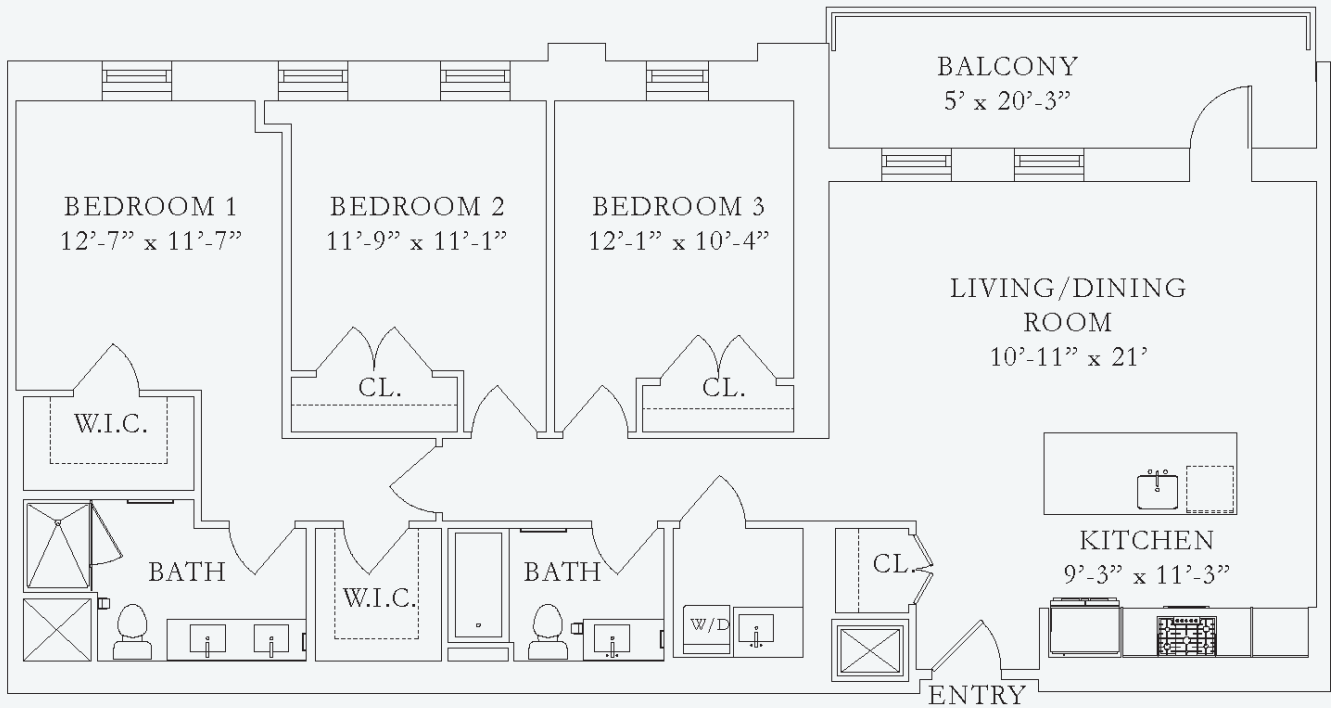 BALCONY
5’ x 20’-3”
BEDROOM 1
12’-7” x 11’-7”
BEDROOM 2
11’-9” x 11’-1”
BEDROOM 3
12’-1” x 10’-4”
LIVING/DINING
ROOM
10’-11” x 21’
W.I.C.
CL.
CL.
KITCHEN
9’-3” x 11’-3”
BATH
W.I.C.
BATH
CL.
W/D
ENTRY